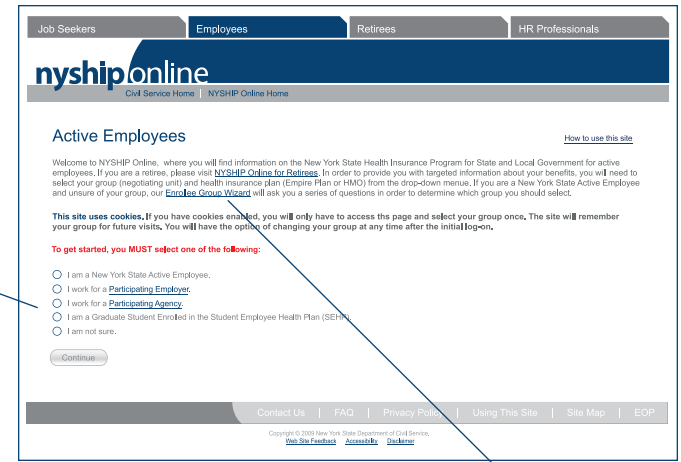 Job Seekers Employees Retirees HR Professionals
nyship online
Civil Service Home | NYSHIP Online Home
Active Employees
How to use this site
Welcome to NYSHIP Online, where you will find information on the New York State Health Insurance Program for State and Local Government for active
employees. If you are a retiree, please visit NYSHIP Online for Retirees. In order to provide you with targeted information about your benefits, you will need to
select your group (negotiating unit) and health insurance plan (Empire Plan or HMO) from the drop-down menue. If you are a New York State Active Employee
and unsure of your group, our Enrollee Group Wizard will ask you a series of questions in order to determine which group you should select.
This site uses cookies. If you have cookies enabled, you will only have to access ths page and select your group once. The site will remember
your group for future visits. You will have the option of changing your group at any time after the initial log-on.
To get started, you MUST select one of the following:
I am a New York State Active Employee.
I work for a Participating Employer.
I work for a Participating Agency.
I am a Graduate Student Enrolled in the Student Employee Health Plan (SEHP).
I am not sure.
Continue
Contact Us | FAQ | Privacy Policy | Using This Site | Site Map | EOP
Copyright © 2009 New York State Department of Civil Service.
Web Site Feedback Accessibility Disclaimer